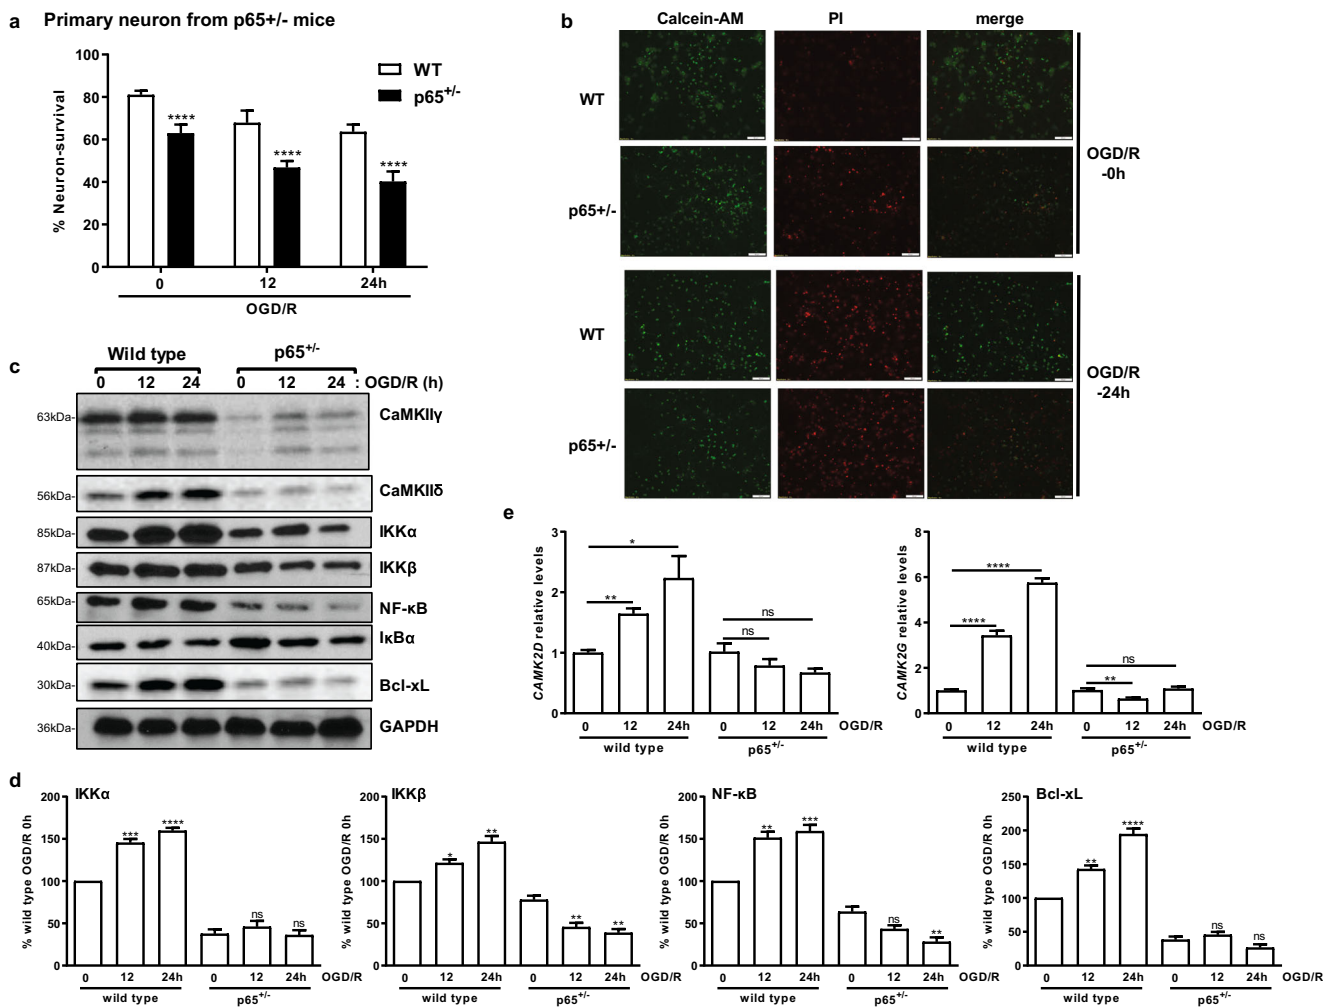 a Primary neuron from p65+/- mice
% Neuron-survival
100
80
60
40
20
0
WT
p65+/-
****
****
****
0 12 24h
OGD/R
b
Calcein-AM PI merge
WT
p65+/-
OGD/R
-0h
WT
p65+/-
OGD/R
-24h
c
Wild type p65+/-
0 12 24 0 12 24 : OGD/R (h)
63kDa- CaMKIIγ
56kDa- CaMKIIδ
85kDa- IKKα
87kDa- IKKβ
65kDa- NF-κB
40kDa- IκBα
30kDa- Bcl-xL
36kDa- GAPDH
e
CAMK2D relative levels
3
2
1
0
*
**
ns
ns
0 12 24h 0 12 24h OGD/R
wild type p65+/-
CAMK2G relative levels
8
6
4
2
0
****
****
ns
**
0 12 24h 0 12 24h OGD/R
wild type p65+/-
d
IKKα
% wild type OGD/R 0h
200
150
100
50
0
*** **** ns ns
0 12 24h 0 12 24h OGD/R
wild type p65+/-
IKKβ
% wild type OGD/R 0h
200
150
100
50
0
* ** ** **
0 12 24h 0 12 24h OGD/R
wild type p65+/-
NF-κB
% wild type OGD/R 0h
200
150
100
50
0
** *** ns **
0 12 24h 0 12 24h OGD/R
wild type p65+/-
Bcl-xL
% wild type OGD/R 0h
250
200
150
100
50
0
** **** ns ns
0 12 24h 0 12 24h OGD/R
wild type p65+/-